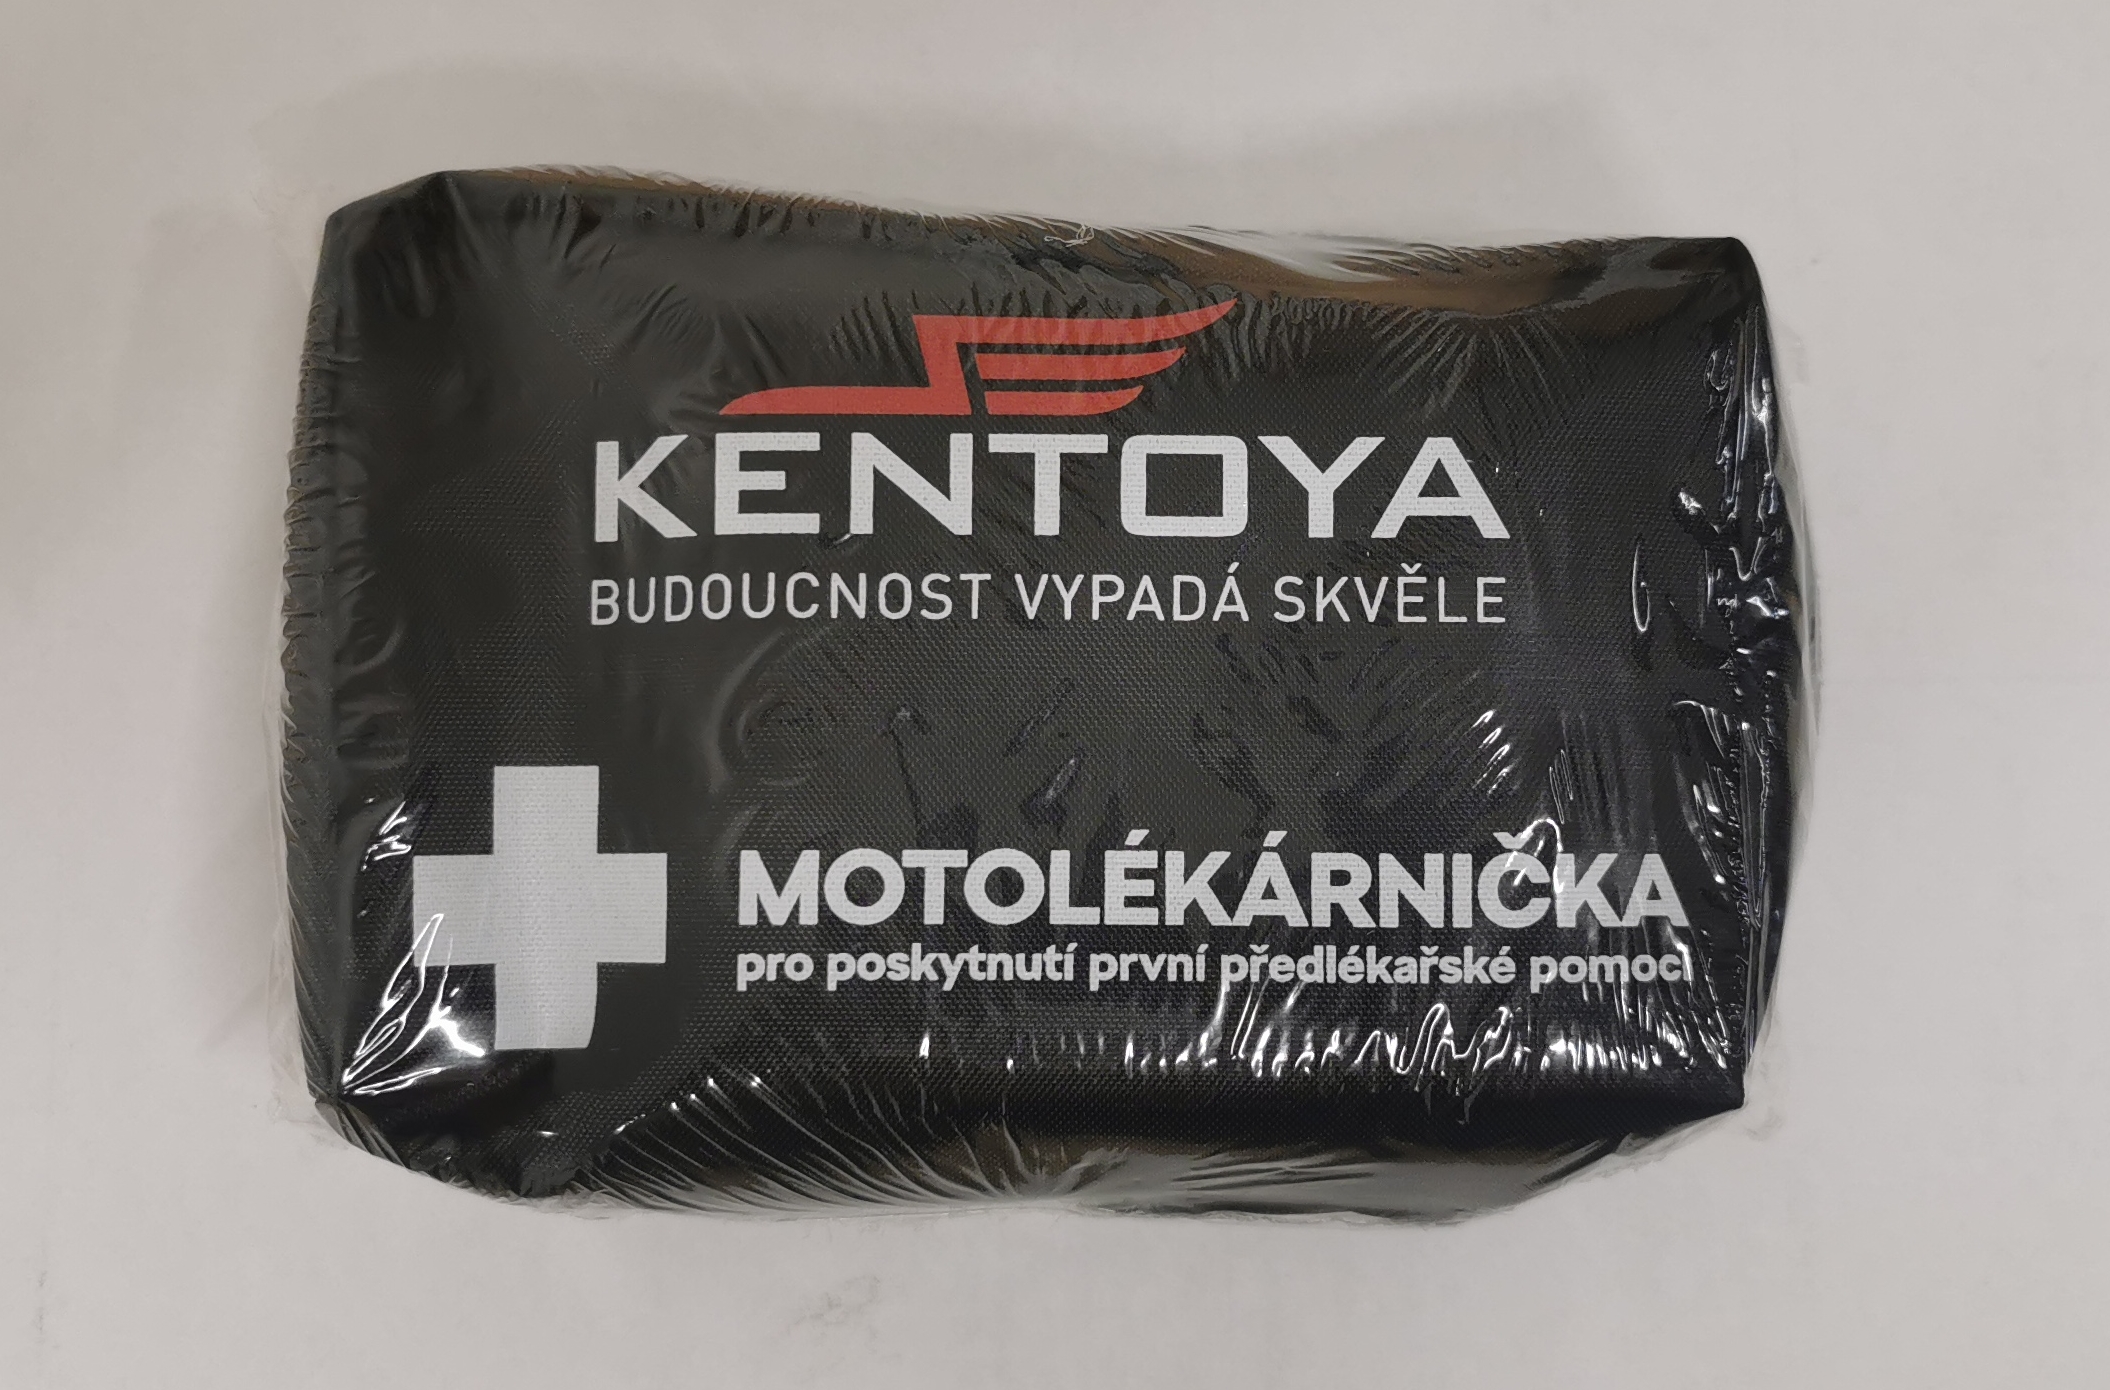 KENTOYA
BUDOUCNOST VYPADÁ SKVĚLE
MOTOLÉKÁRNIČKA
pro poskytnutí první předlékařské pomoci